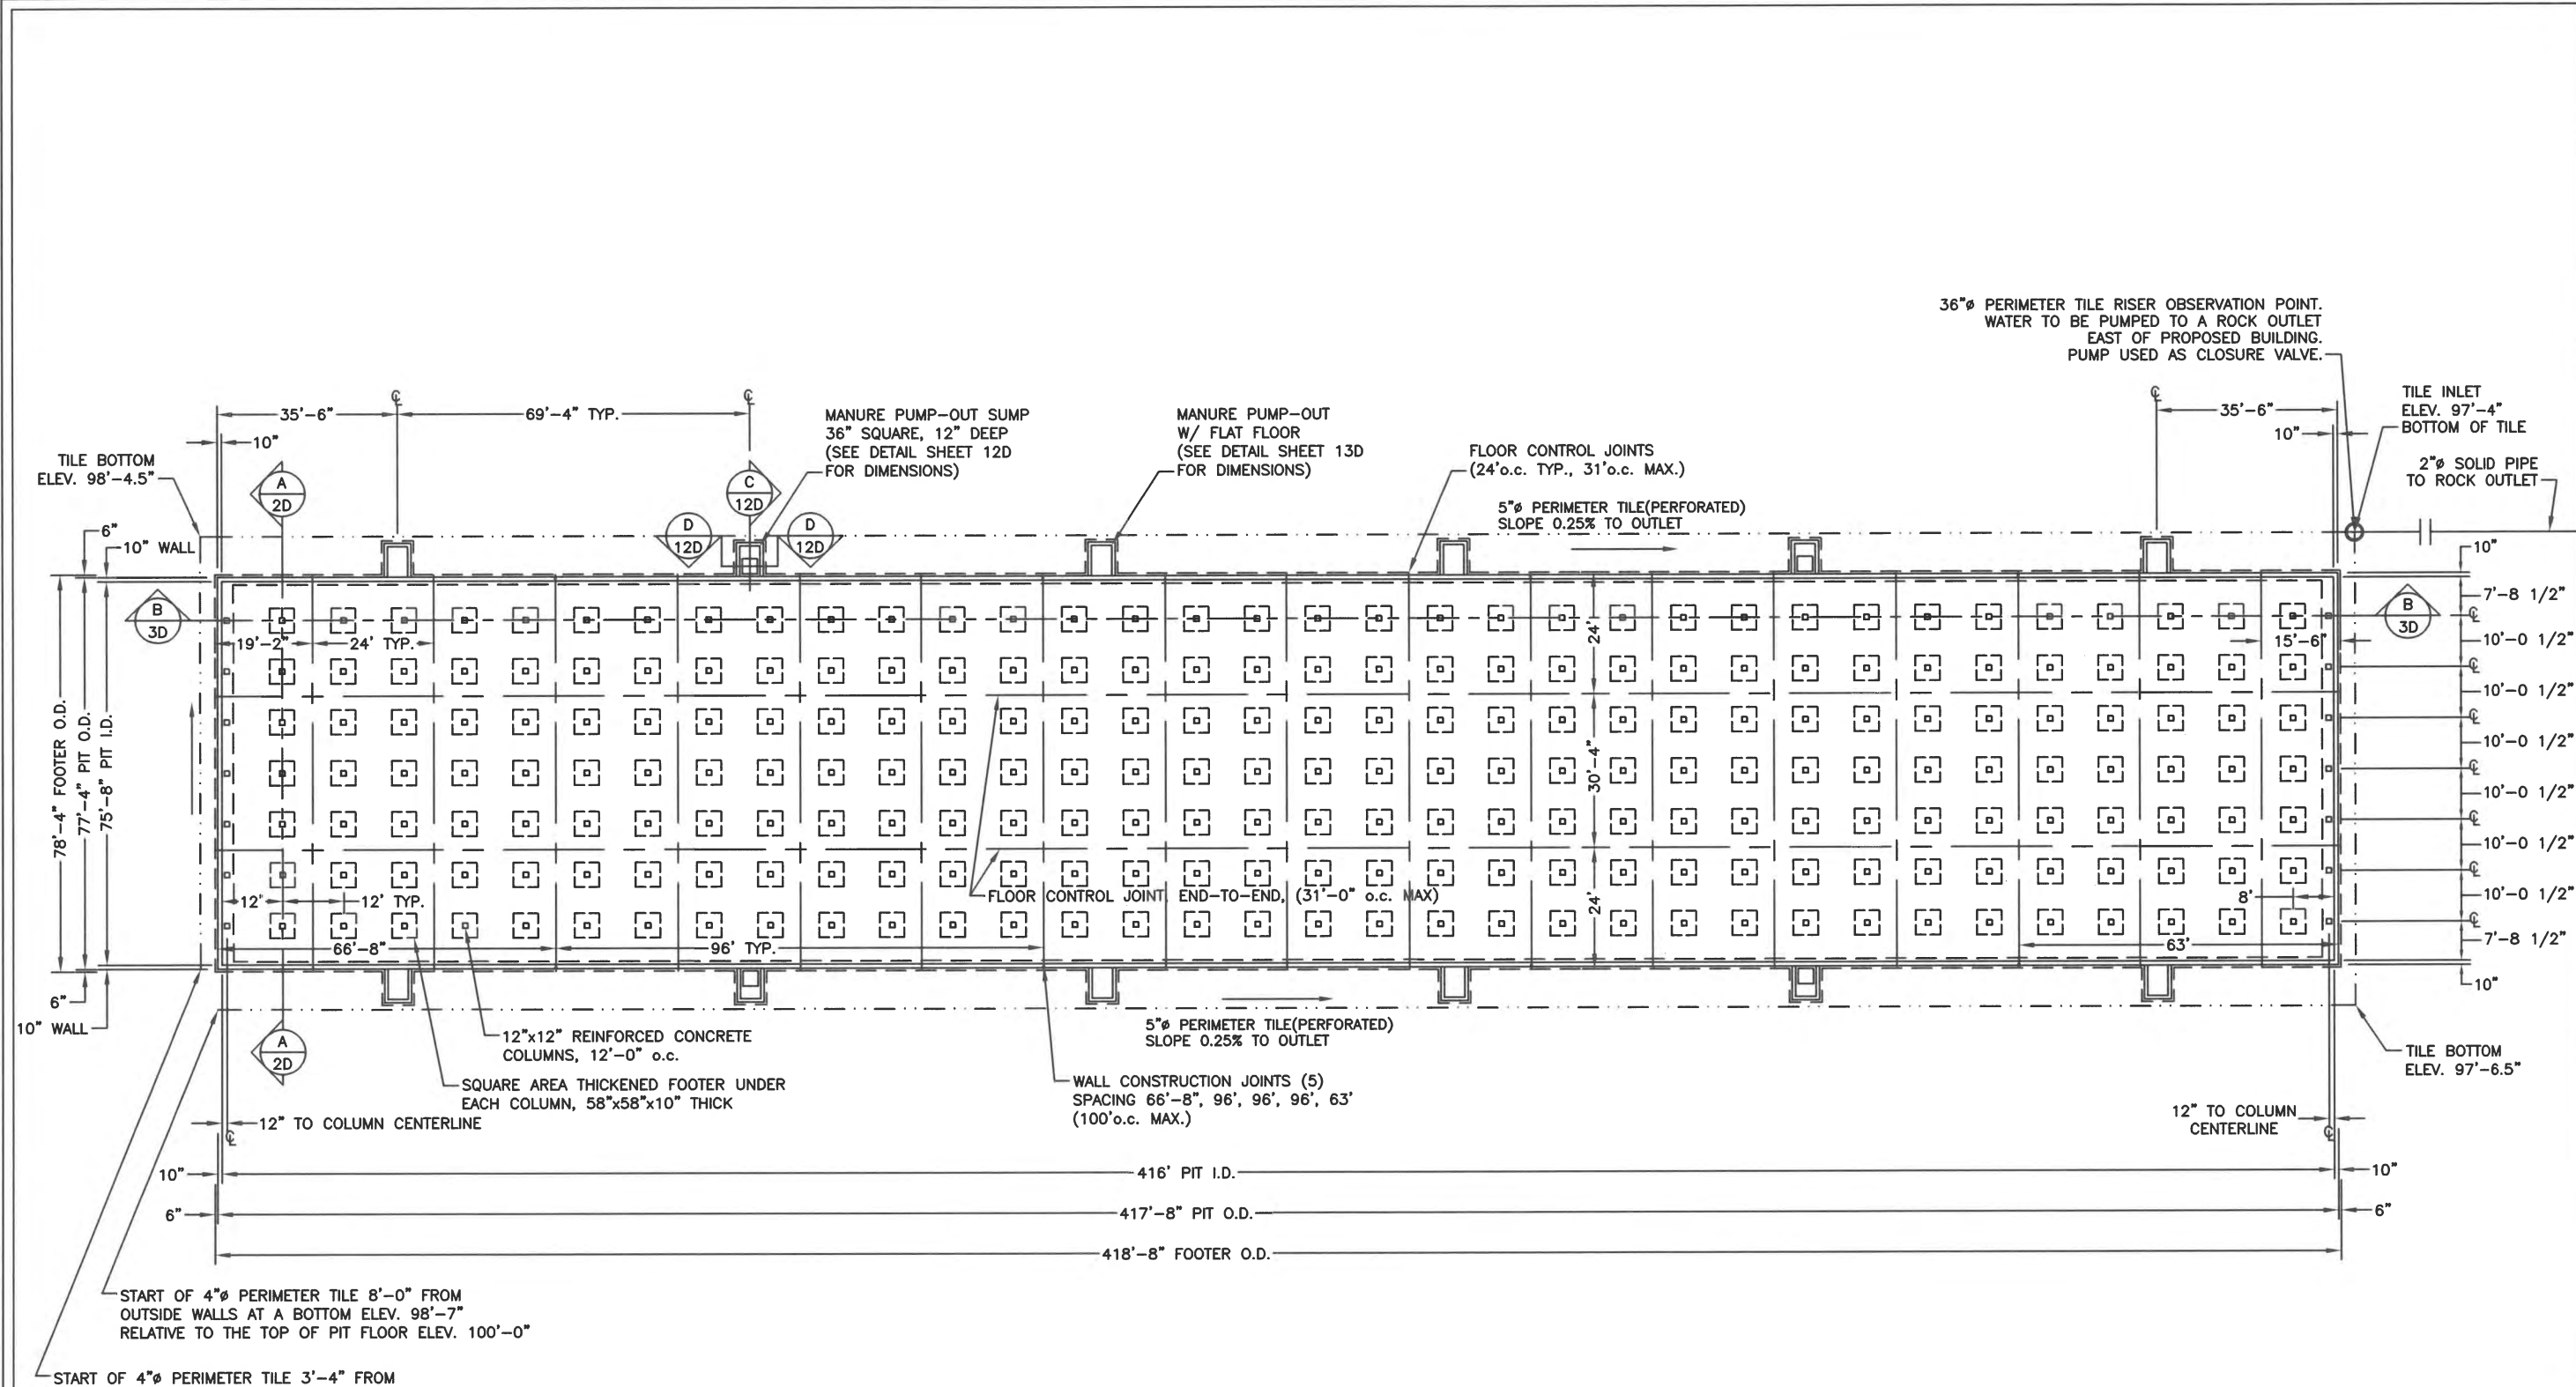 36"ø PERIMETER TILE RISER OBSERVATION POINT.
WATER TO BE PUMPED TO A ROCK OUTLET
EAST OF PROPOSED BUILDING.
PUMP USED AS CLOSURE VALVE.
TILE INLET
ELEV. 97'-4"
BOTTOM OF TILE
2"ø SOLID PIPE
TO ROCK OUTLET
35'-6"
69'-4" TYP.
35'-6"
10"
10"
MANURE PUMP-OUT SUMP
36" SQUARE, 12" DEEP
(SEE DETAIL SHEET 12D
FOR DIMENSIONS)
MANURE PUMP-OUT
W/ FLAT FLOOR
(SEE DETAIL SHEET 13D
FOR DIMENSIONS)
FLOOR CONTROL JOINTS
(24'o.c. TYP., 31'o.c. MAX.)
5"ø PERIMETER TILE(PERFORATED)
SLOPE 0.25% TO OUTLET
TILE BOTTOM
ELEV. 98'-4.5"
A
2D
C
12D
D
12D
D
12D
6"
10" WALL
B
3D
B
3D
10"
7'-8 1/2"
10'-0 1/2"
10'-0 1/2"
10'-0 1/2"
10'-0 1/2"
10'-0 1/2"
10'-0 1/2"
7'-8 1/2"
10"
19'-2"
24' TYP.
24'
15'-6"
78'-4" FOOTER O.D.
77'-4" PIT O.D.
75'-8" PIT I.D.
30'-4"
12'
12' TYP.
FLOOR CONTROL JOINT END-TO-END, (31'-0" o.c. MAX)
24'
8'
66'-8"
96' TYP.
63'
6"
10" WALL
A
2D
12"x12" REINFORCED CONCRETE
COLUMNS, 12'-0" o.c.
SQUARE AREA THICKENED FOOTER UNDER
EACH COLUMN, 58"x58"x10" THICK
5"ø PERIMETER TILE(PERFORATED)
SLOPE 0.25% TO OUTLET
WALL CONSTRUCTION JOINTS (5)
SPACING 66'-8", 96', 96', 96', 63'
(100'o.c. MAX.)
TILE BOTTOM
ELEV. 97'-6.5"
12" TO COLUMN CENTERLINE
12" TO COLUMN
CENTERLINE
10"
416' PIT I.D.
10"
6"
417'-8" PIT O.D.
6"
418'-8" FOOTER O.D.
START OF 4"ø PERIMETER TILE 8'-0" FROM
OUTSIDE WALLS AT A BOTTOM ELEV. 98'-7"
RELATIVE TO THE TOP OF PIT FLOOR ELEV. 100'-0"
START OF 4"ø PERIMETER TILE 3'-4" FROM